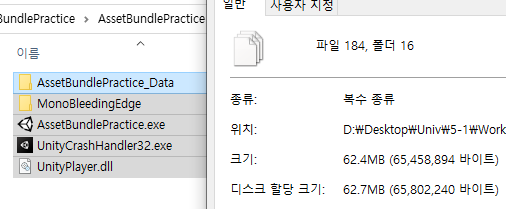 BundlePractice
AssetBundlePractice
이름
AssetBundlePractice_Data
MonoBleedingEdge
AssetBundlePractice.exe
UnityCrashHandler32.exe
UnityPlayer.dll
일반
사용자 지정
파일 184, 폴더 16
종류:
복수 종류
위치:
D:₩Desktop₩Univ₩5-1₩Work
크기:
62.4MB (65,458,894 바이트)
디스크 할당 크기:
62.7MB (65,802,240 바이트)